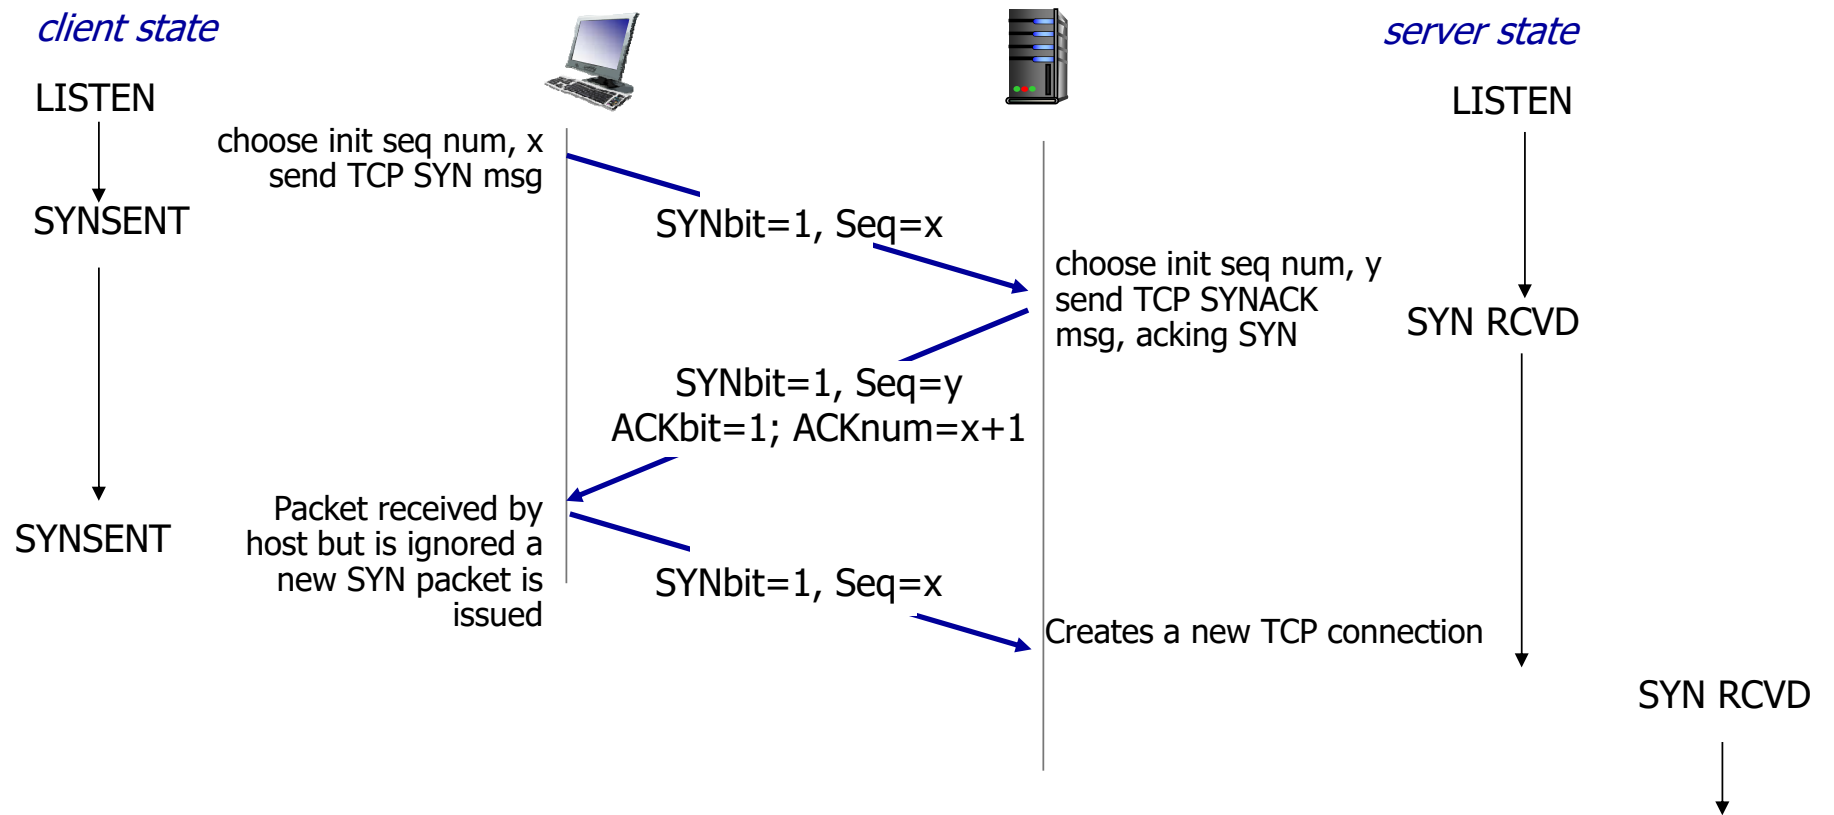 client state
server state
LISTEN
LISTEN
choose init seq num, x
send TCP SYN msg
SYNSENT
SYNbit=1, Seq=x
choose init seq num, y
send TCP SYNACK
msg, acking SYN
SYN RCVD
SYNbit=1, Seq=y
ACKbit=1; ACKnum=x+1
SYNSENT
Packet received by
host but is ignored a
new SYN packet is
issued
SYNbit=1, Seq=x
Creates a new TCP connection
SYN RCVD